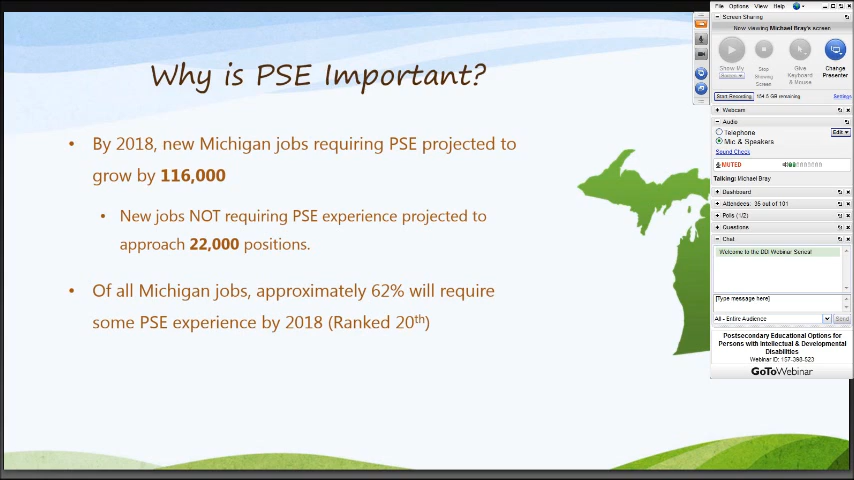 Why is PSE Important?
• By 2018, new Michigan jobs requiring PSE projected to
grow by 116,000
• New jobs NOT requiring PSE experience projected to
approach 22,000 positions.
• Of all Michigan jobs, approximately 62% will require
some PSE experience by 2018 (Ranked 20th)
File Options View Help
Screen Sharing
Now viewing Michael Bray's screen
Show My
Screen
Stop
Showing
Screen
Give
Keyboard
& Mouse
Change
Presenter
Start Recording
Settings
Webcam
Audio
Telephone
Edit
Mic & Speakers
Sound Check
MUTED
Talking: Michael Bray
Dashboard
Attendees: 35 out of 101
Polls (1/2)
Questions
Chat
Welcome to the DDI Webinar Series!
[Type message here]
All - Entire Audience
Send
Postsecondary Educational Options for
Persons with Intellectual & Developmental
Disabilities
Webinar ID: 157-398-523
GoToWebinar